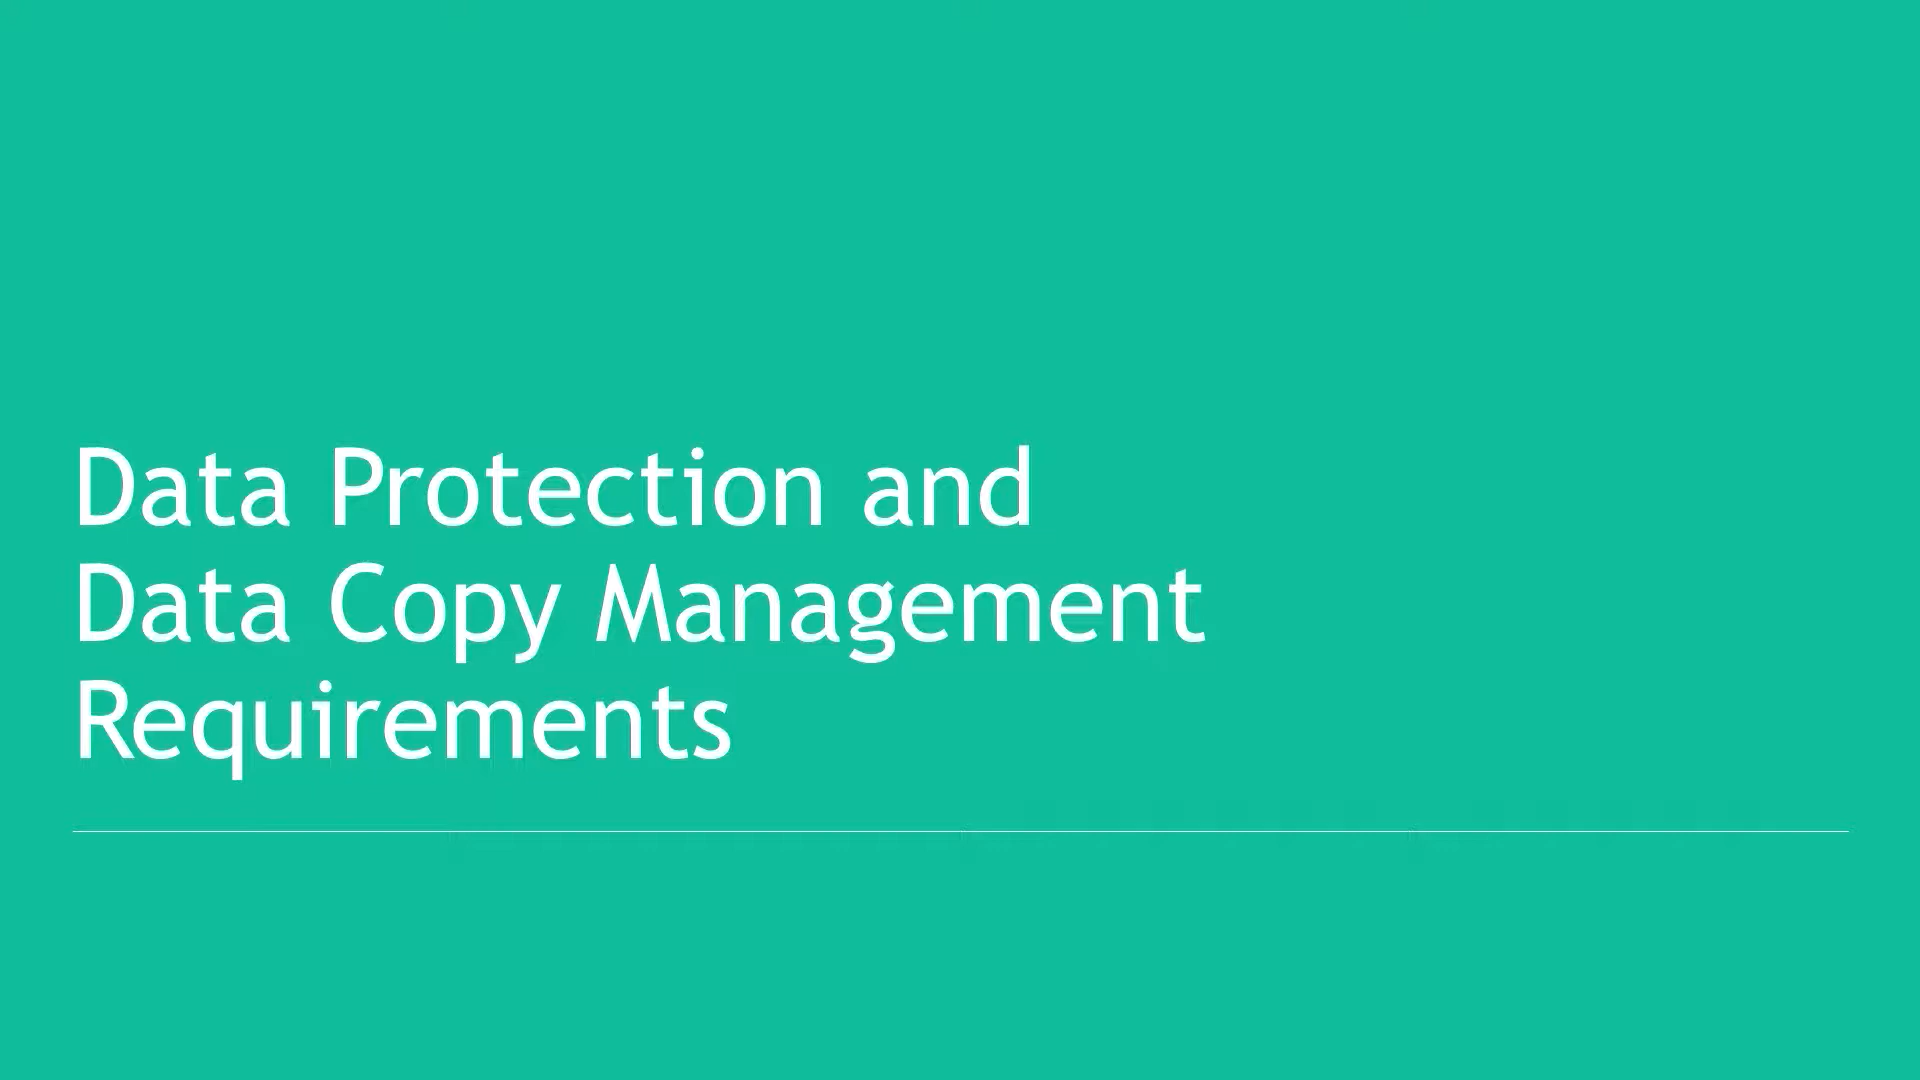 Data Protection and
Data Copy Management
Requirements